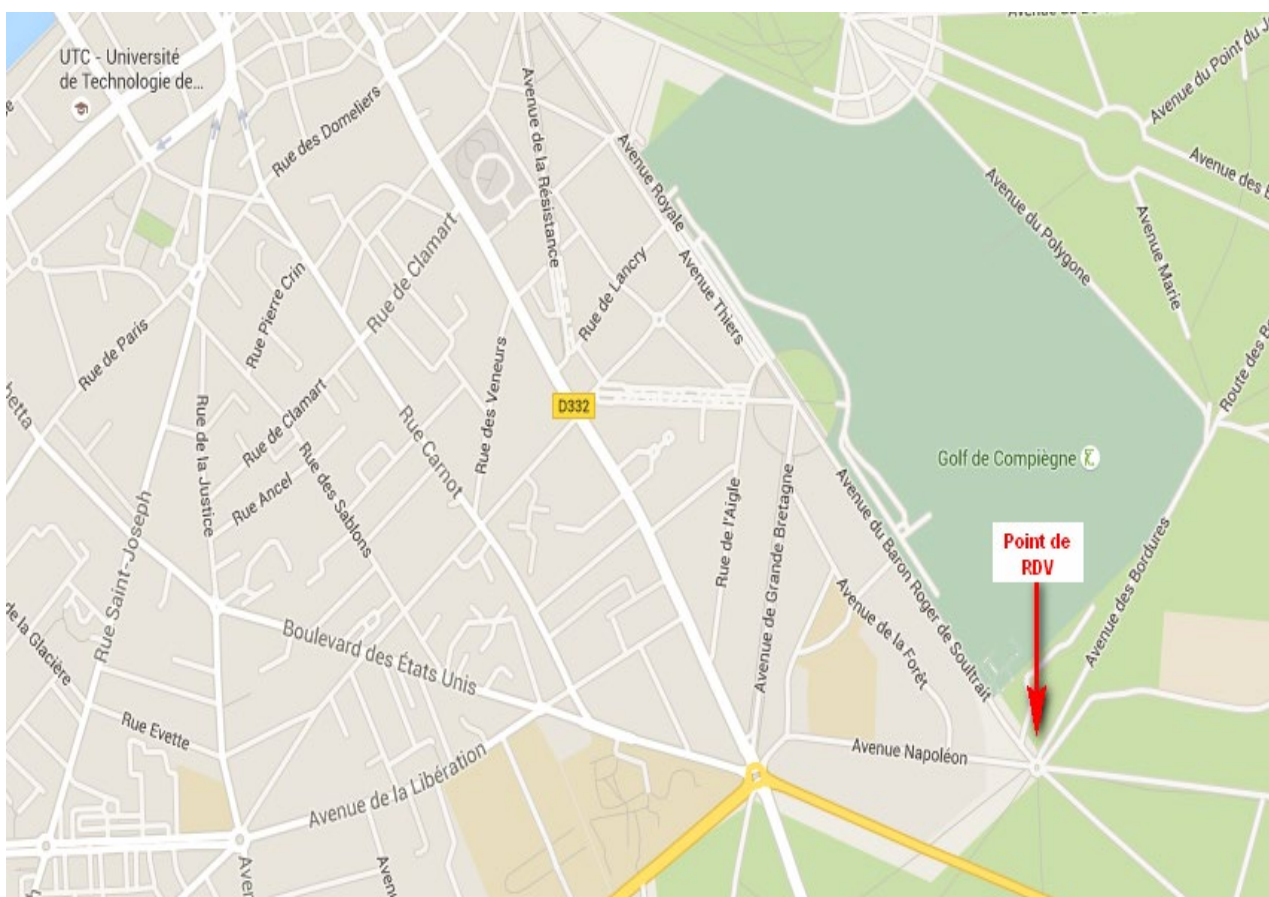 UTC - Université
de Technologie de...
Avenue du Point du J
Avenue des B
Avenue Marie
Avenue du Polygone
Route des B
Avenue Royale
Avenue Thiers
Avenue de la Résistance
Rue des Domeliers
Rue de Clamart
Rue de Lancry
Rue Pierre Crin
Rue de Paris
Rue des Veneurs
D332
Rue Carnot
Rue de Clamart
Rue de la Justice
Rue Ancel
Rue des Sablons
betta
Rue Saint-Joseph
Golf de Compiègne
Rue de l'Aigle
Avenue de Grande Bretagne
Avenue du Baron Roger de Soultrait
Point de
RDV
Avenue des Bordures
Avenue de la Forêt
de la Glacière
Boulevard des États Unis
Rue Evette
Avenue Napoléon
Avenue de la Libération
Aven
Aven